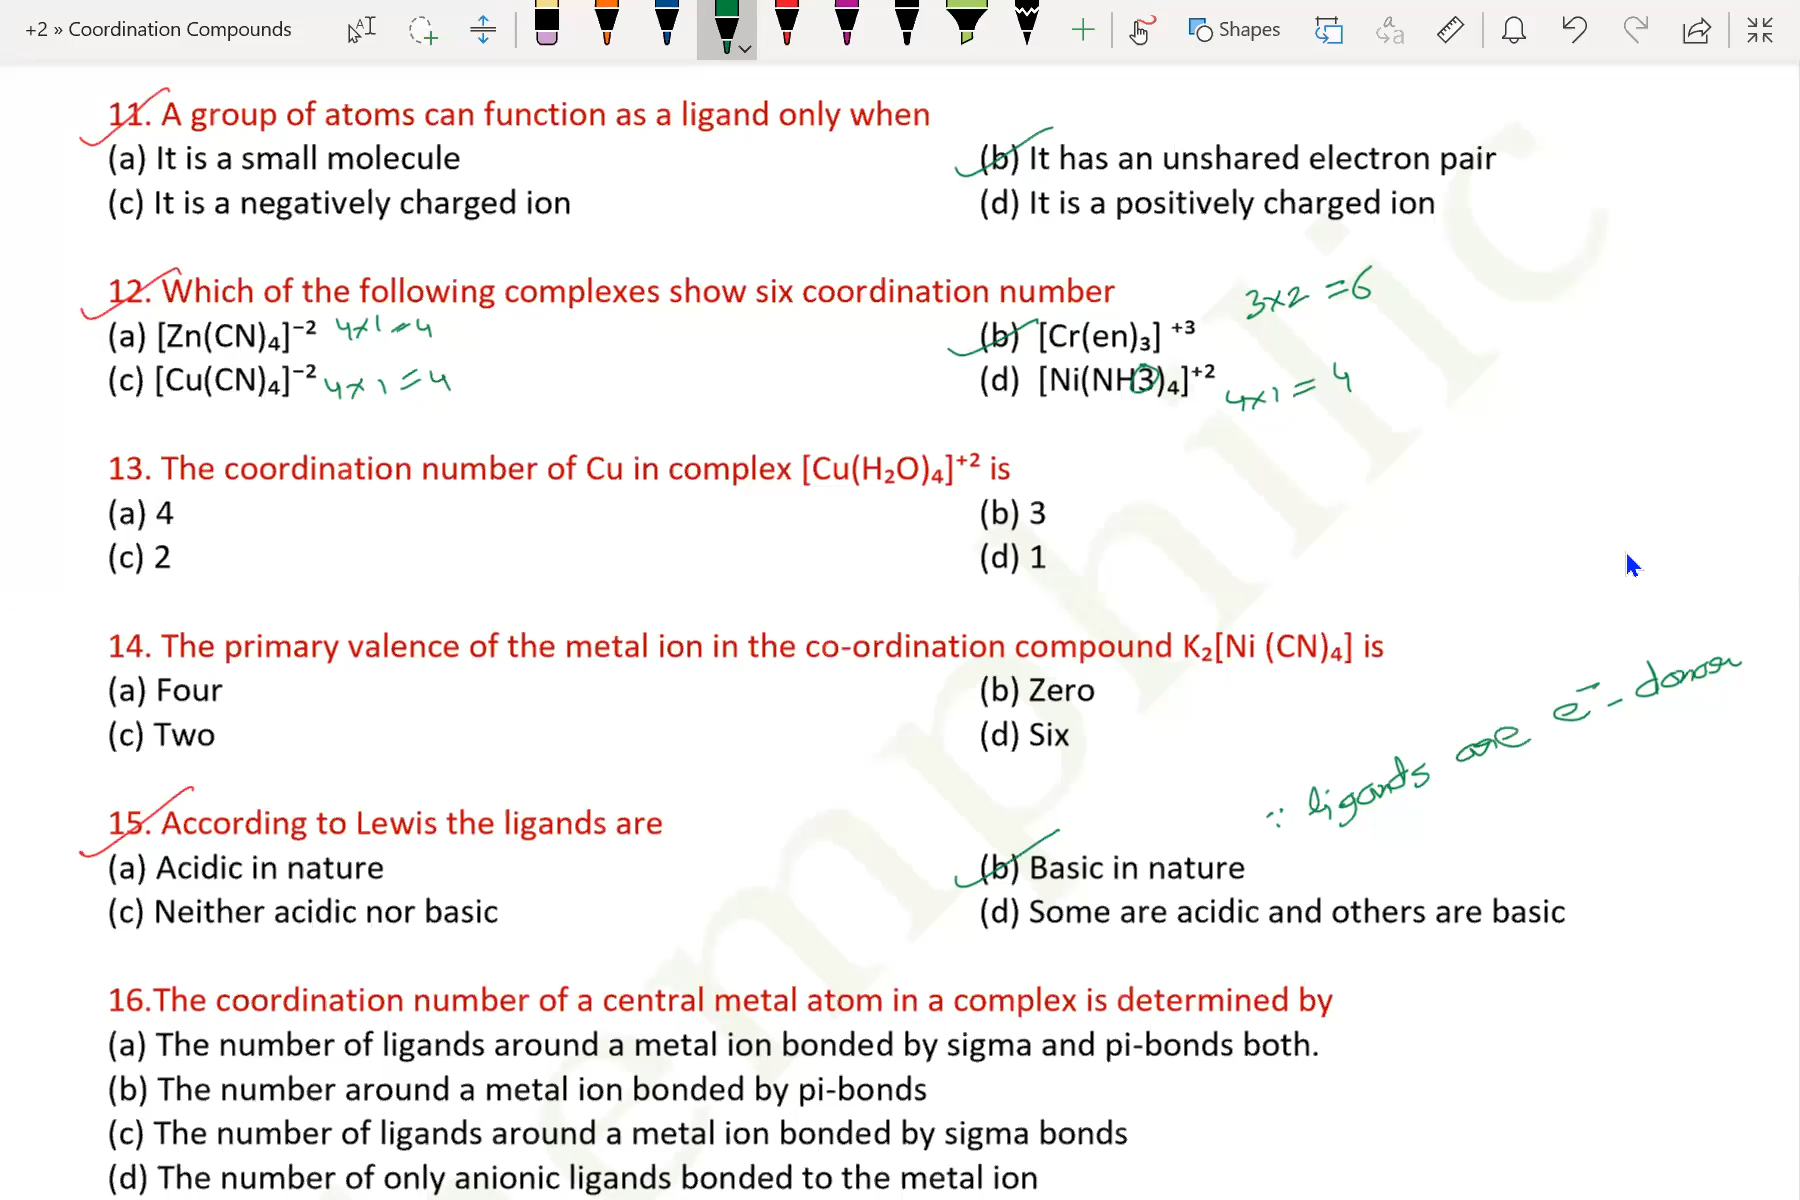 +2 » Coordination Compounds
Shapes
11. A group of atoms can function as a ligand only when
(a) It is a small molecule
(b) It has an unshared electron pair
(c) It is a negatively charged ion
(d) It is a positively charged ion
12. Which of the following complexes show six coordination number
3×2 =6
(a) [Zn(CN)₄]⁻² 4×1=4
(b) [Cr(en)₃] ⁺³
(c) [Cu(CN)₄]⁻² 4×1=4
(d) [Ni(NH3)₄]⁺² 4×1=4
13. The coordination number of Cu in complex [Cu(H₂O)₄]⁺² is
(a) 4
(b) 3
(c) 2
(d) 1
14. The primary valence of the metal ion in the co-ordination compound K₂[Ni (CN)₄] is
(a) Four
(b) Zero
(c) Two
(d) Six
∵ ligands are e⁻- donor
15. According to Lewis the ligands are
(a) Acidic in nature
(b) Basic in nature
(c) Neither acidic nor basic
(d) Some are acidic and others are basic
16.The coordination number of a central metal atom in a complex is determined by
(a) The number of ligands around a metal ion bonded by sigma and pi-bonds both.
(b) The number around a metal ion bonded by pi-bonds
(c) The number of ligands around a metal ion bonded by sigma bonds
(d) The number of only anionic ligands bonded to the metal ion